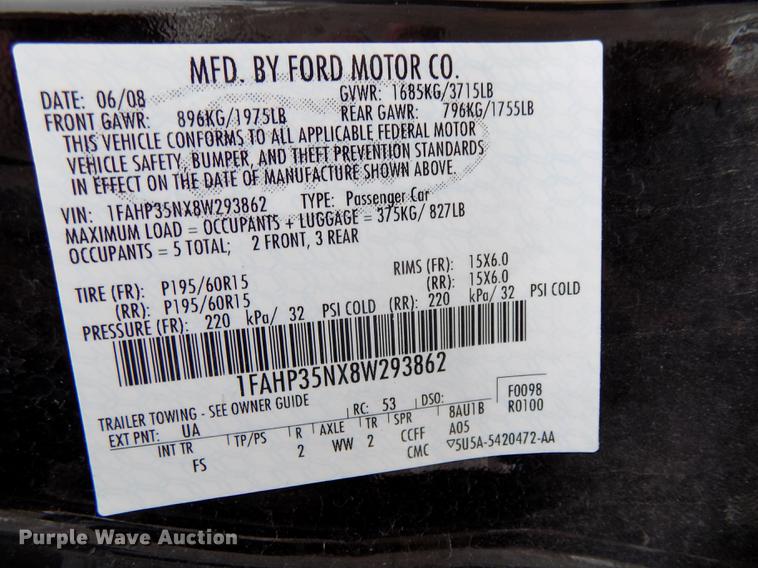 MFD. BY FORD MOTOR CO.
DATE: 06/08 GVWR: 1685KG/3715LB
FRONT GAWR: 896KG/1975LB REAR GAWR: 796KG/1755LB
THIS VEHICLE CONFORMS TO ALL APPLICABLE FEDERAL MOTOR
VEHICLE SAFETY, BUMPER, AND THEFT PREVENTION STANDARDS
IN EFFECT ON THE DATE OF MANUFACTURE SHOWN ABOVE.
VIN: 1FAHP35NX8W293862 TYPE: Passenger Car
MAXIMUM LOAD = OCCUPANTS + LUGGAGE = 375KG/ 827LB
OCCUPANTS = 5 TOTAL; 2 FRONT, 3 REAR
TIRE (FR): P195/60R15 RIMS (FR): 15X6.0
(RR): P195/60R15 (RR): 15X6.0
PRESSURE (FR): 220 kPa/ 32 PSI COLD (RR): 220 kPa/ 32 PSI COLD
1FAHP35NX8W293862
TRAILER TOWING - SEE OWNER GUIDE RC: 53 DSO: F0098
EXT PNT: UA R AXLE TR SPR 8AU1B R0100
INT TR TP/PS 2 WW 2 CCFF A05
FS CMC ▽5U5A-5420472-AA
Purple Wave Auction